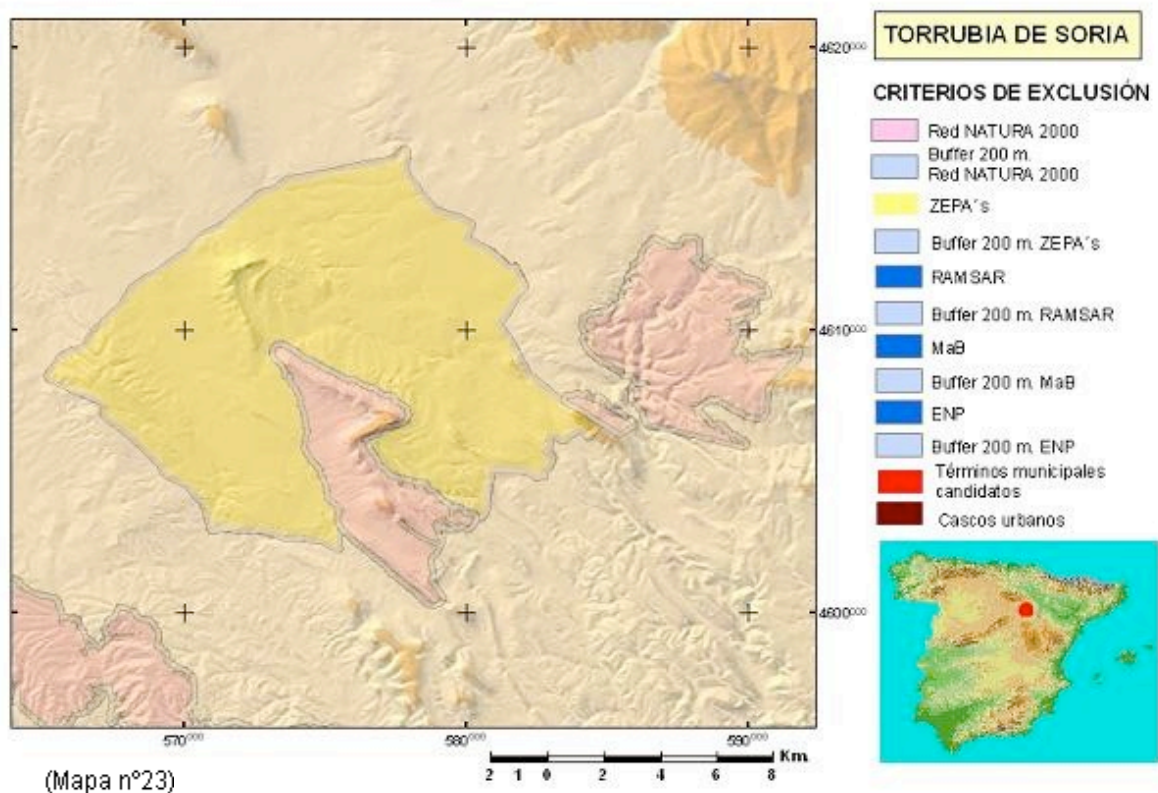 TORRUBIA DE SORIA
CRITERIOS DE EXCLUSIÓN
Red NATURA 2000
Buffer 200 m.
Red NATURA 2000
ZEPA´s
Buffer 200 m. ZEPA´s
RAMSAR
Buffer 200 m. RAMSAR
MaB
Buffer 200 m. MaB
ENP
Buffer 200 m. ENP
Términos municipales
candidatos
Cascos urbanos
4620000
4610000
4600000
570000
580000
590000
Km.
2 1 0 2 4 6 8
(Mapa nº23)